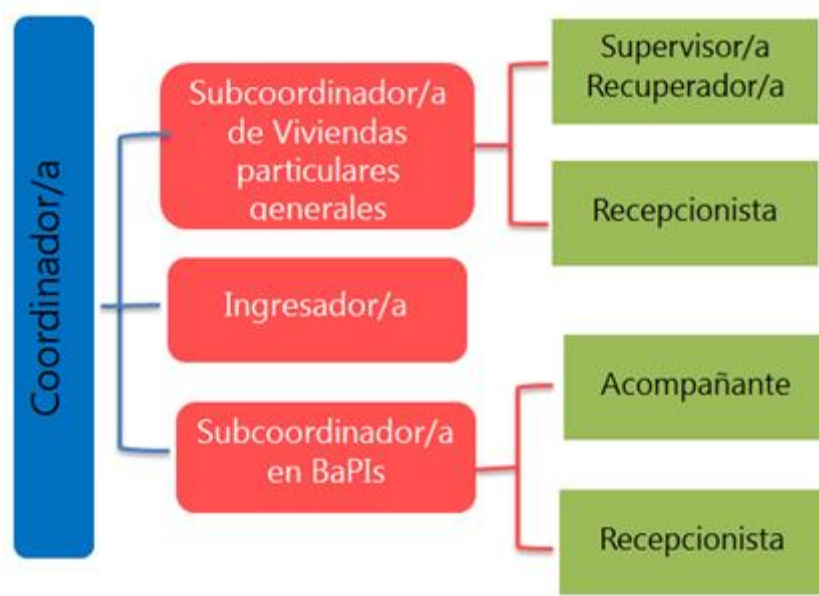 Coordinador/a
Subcoordinador/a
de Viviendas
particulares
generales
Supervisor/a
Recuperador/a
Recepcionista
Ingresador/a
Subcoordinador/a
en BaPIs
Acompañante
Recepcionista